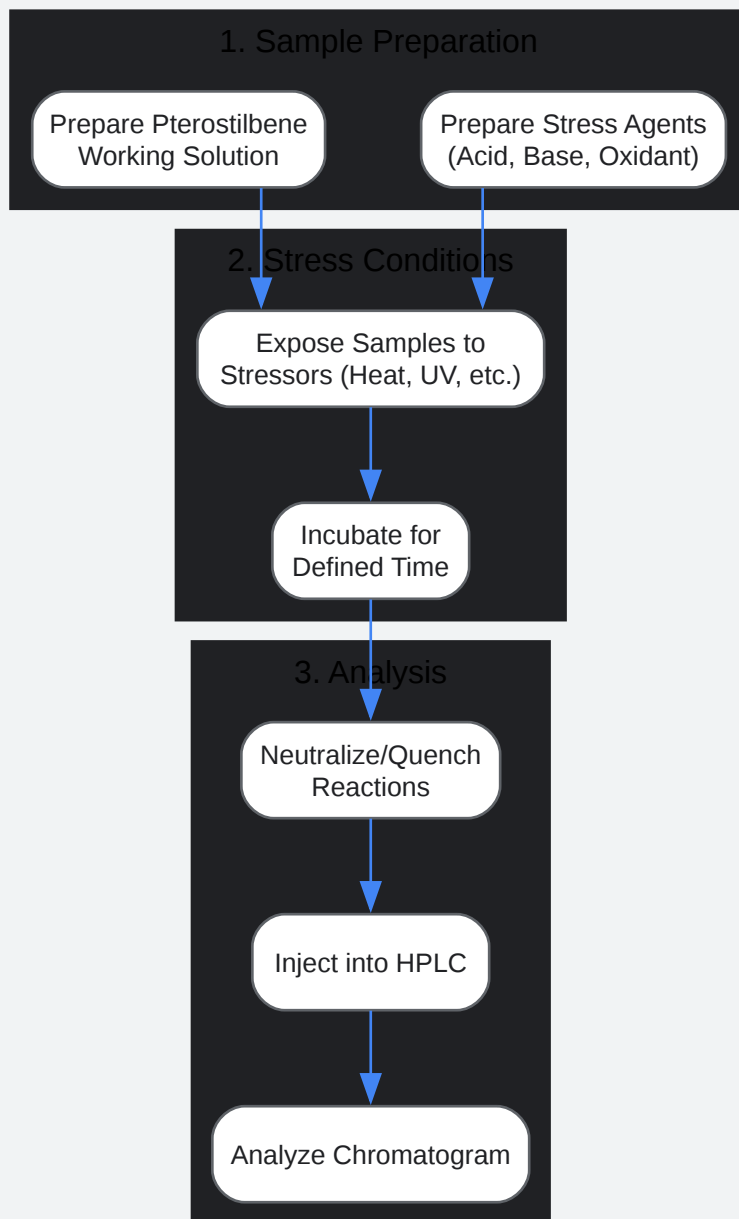 1. Sample Preparation
Prepare Pterostilbene
Working Solution
Prepare Stress Agents
(Acid, Base, Oxidant)
2. Stress Conditions
Expose Samples to
Stressors (Heat, UV, etc.)
Incubate for
Defined Time
3. Analysis
Neutralize/Quench
Reactions
Inject into HPLC
Analyze Chromatogram